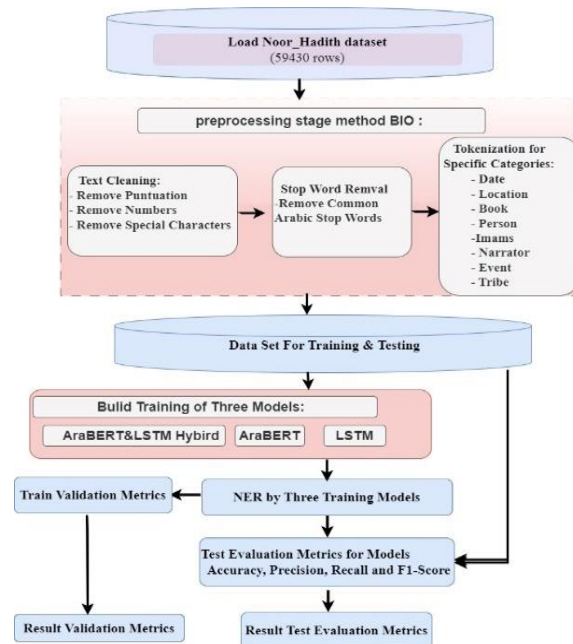 Load Noor_Hadith dataset
(59430 rows)
preprocessing stage method BIO :
Text Cleaning:
- Remove Puntuation
- Remove Numbers
- Remove Special Characters
Stop Word Remval
-Remove Common
Arabic Stop Words
Tokenization for
Specific Categories:
- Date
- Location
- Book
- Person
-Imams
- Narrator
- Event
- Tribe
Data Set For Training & Testing
Bulid Training of Three Models:
AraBERT&LSTM Hybird
AraBERT
LSTM
Train Validation Metrics
NER by Three Training Models
Test Evaluation Metrics for Models
Accuracy, Precision, Recall and F1-Score
Result Validation Metrics
Result Test Evaluation Metrics